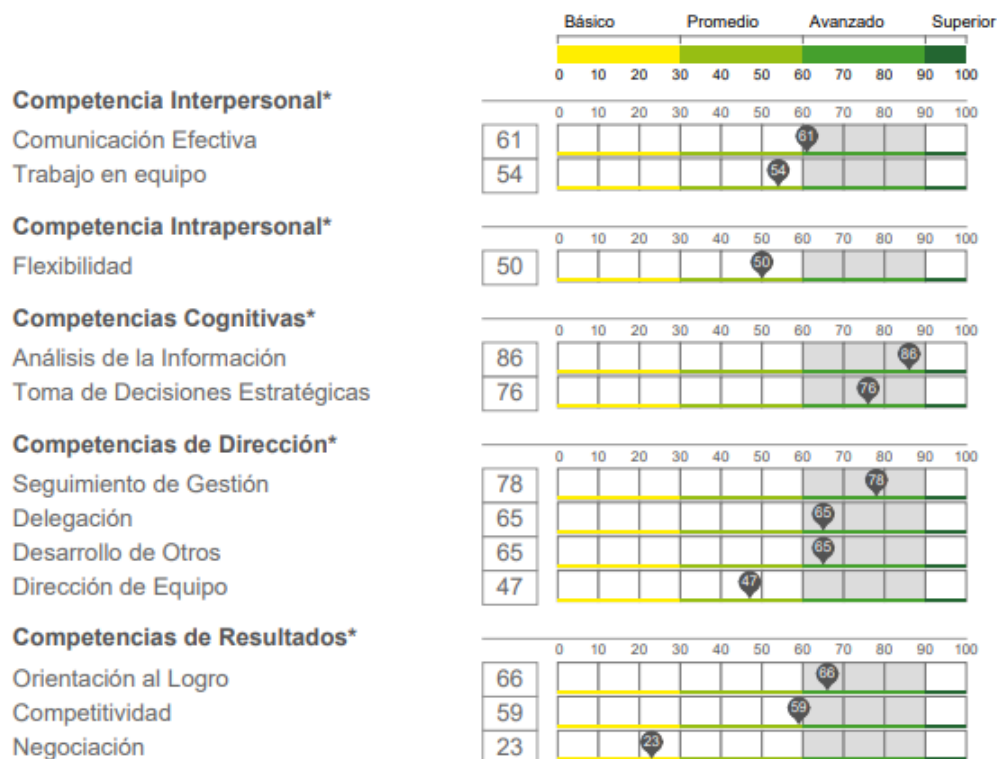 Básico Promedio Avanzado Superior
0 10 20 30 40 50 60 70 80 90 100
Competencia Interpersonal*
0 10 20 30 40 50 60 70 80 90 100
Comunicación Efectiva 61 61
Trabajo en equipo 54 54
Competencia Intrapersonal*
0 10 20 30 40 50 60 70 80 90 100
Flexibilidad 50 50
Competencias Cognitivas*
0 10 20 30 40 50 60 70 80 90 100
Análisis de la Información 86 86
Toma de Decisiones Estratégicas 76 76
Competencias de Dirección*
0 10 20 30 40 50 60 70 80 90 100
Seguimiento de Gestión 78 78
Delegación 65 65
Desarrollo de Otros 65 65
Dirección de Equipo 47 47
Competencias de Resultados*
0 10 20 30 40 50 60 70 80 90 100
Orientación al Logro 66 66
Competitividad 59 59
Negociación 23 23